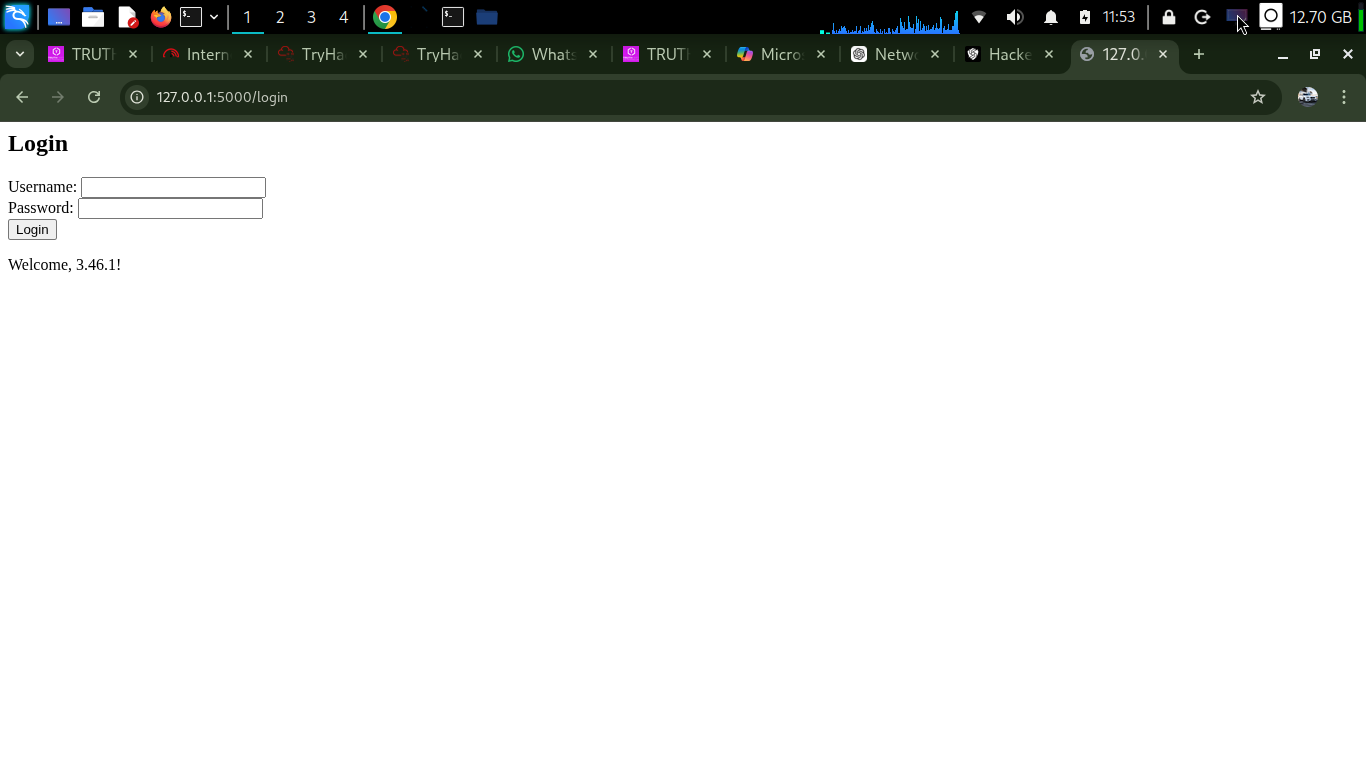 1 2 3 4 11:53 12.70 GB
TRUTH Intern TryHa TryHa Whats TRUTH Micro Netwo Hacke 127.0.
127.0.0.1:5000/login
Login
Username:
Password:
Login
Welcome, 3.46.1!